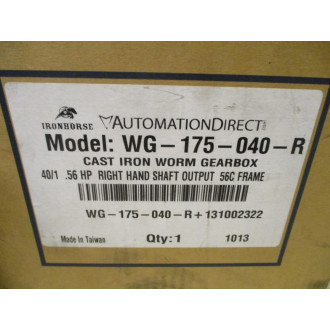 IRONHORSE AUTOMATIONDIRECT
Model: WG-175-040-R
CAST IRON WORM GEARBOX
40/1 .56 HP RIGHT HAND SHAFT OUTPUT 56C FRAME
WG-175-040-R+131002322
Made In Taiwan Qty:1 1013